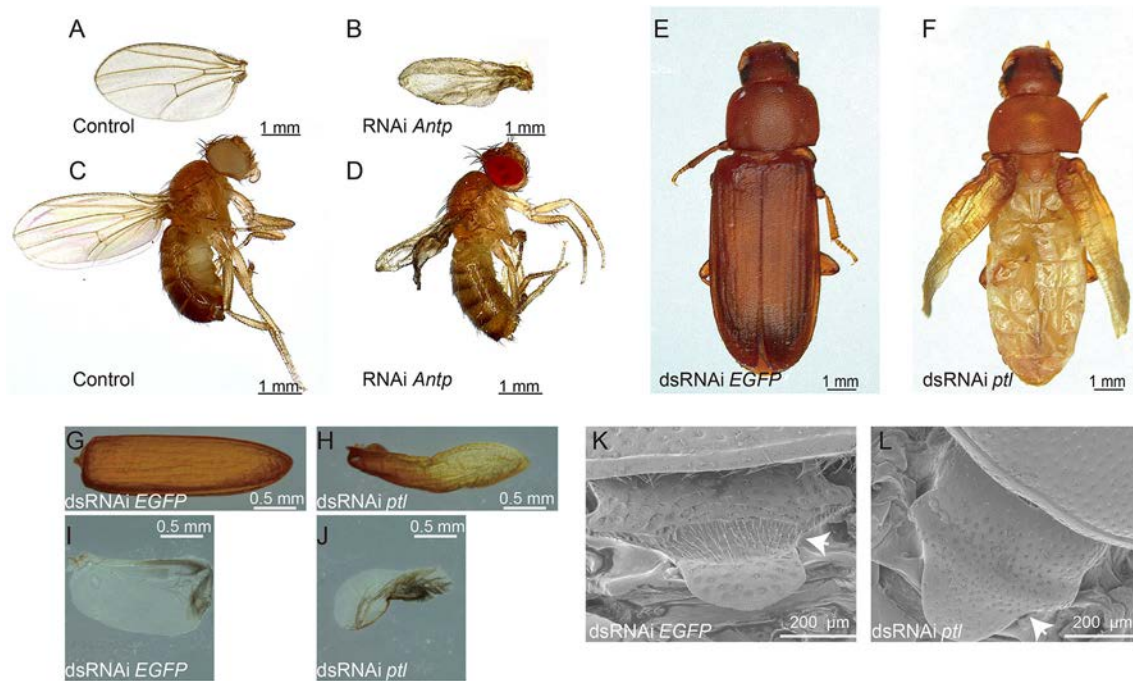 A
B
E
F
Control
1 mm
RNAi Antp
1 mm
C
D
Control
1 mm
RNAi Antp
1 mm
dsRNAi EGFP
1 mm
dsRNAi ptl
1 mm
G
dsRNAi EGFP
0.5 mm
H
dsRNAi ptl
0.5 mm
I
0.5 mm
dsRNAi EGFP
J
0.5 mm
dsRNAi ptl
K
dsRNAi EGFP
200 µm
L
dsRNAi ptl
200 µm